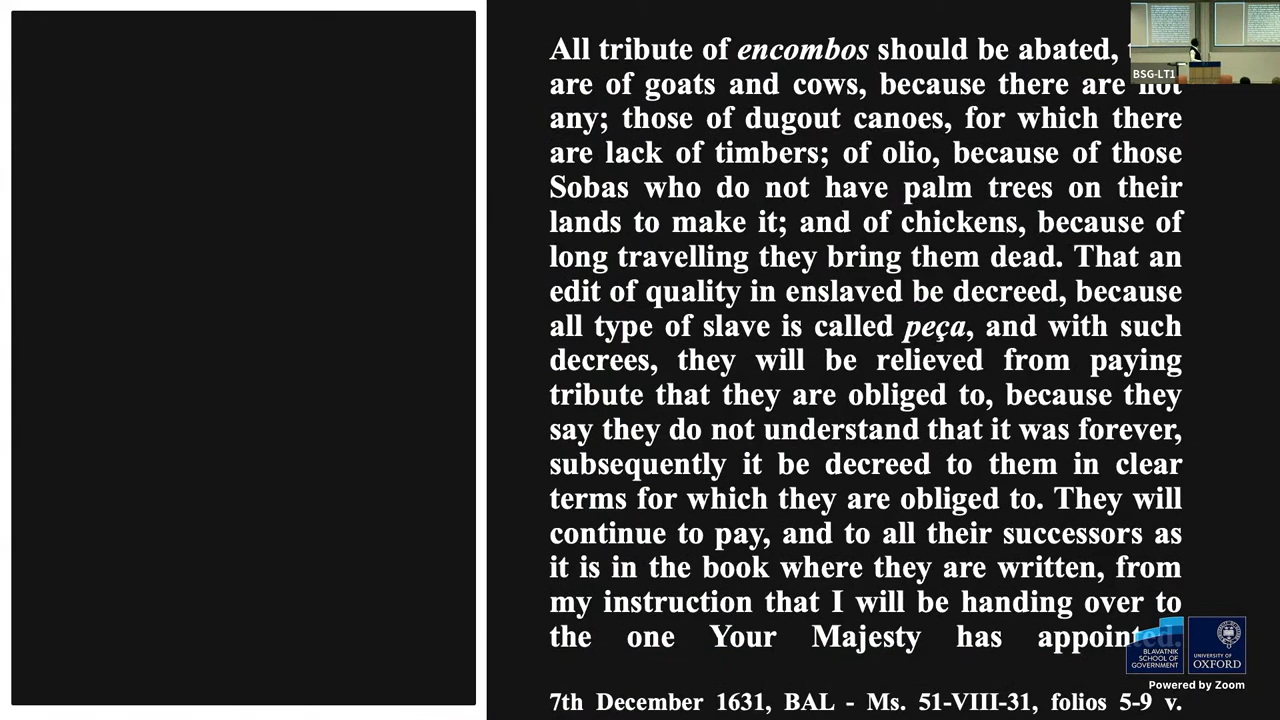 All tribute of encombos should be abated,
are of goats and cows, because there are not
any; those of dugout canoes, for which there
are lack of timbers; of olio, because of those
Sobas who do not have palm trees on their
lands to make it; and of chickens, because of
long travelling they bring them dead. That an
edit of quality in enslaved be decreed, because
all type of slave is called peça, and with such
decrees, they will be relieved from paying
tribute that they are obliged to, because they
say they do not understand that it was forever,
subsequently it be decreed to them in clear
terms for which they are obliged to. They will
continue to pay, and to all their successors as
it is in the book where they are written, from
my instruction that I will be handing over to
the one Your Majesty has appointed.
7th December 1631, BAL - Ms. 51-VIII-31, folios 5-9 v.
BSG-LT1
BLAVATNIK
SCHOOL OF
GOVERNMENT
UNIVERSITY OF
OXFORD
Powered by Zoom